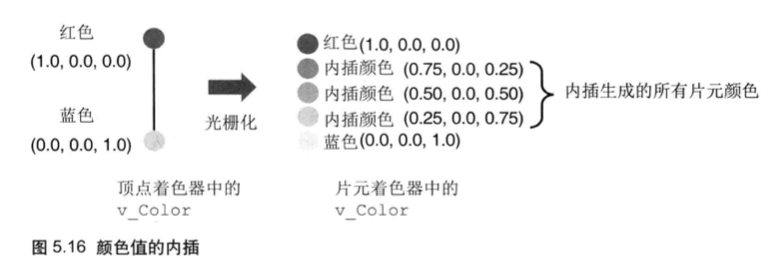 红色
(1.0, 0.0, 0.0)
蓝色
(0.0, 0.0, 1.0)
光栅化
红色(1.0, 0.0, 0.0)
内插颜色 (0.75, 0.0, 0.25)
内插颜色 (0.50, 0.0, 0.50)
内插颜色 (0.25, 0.0, 0.75)
蓝色(0.0, 0.0, 1.0)
内插生成的所有片元颜色
顶点着色器中的
v_Color
片元着色器中的
v_Color
图 5.16 颜色值的内插